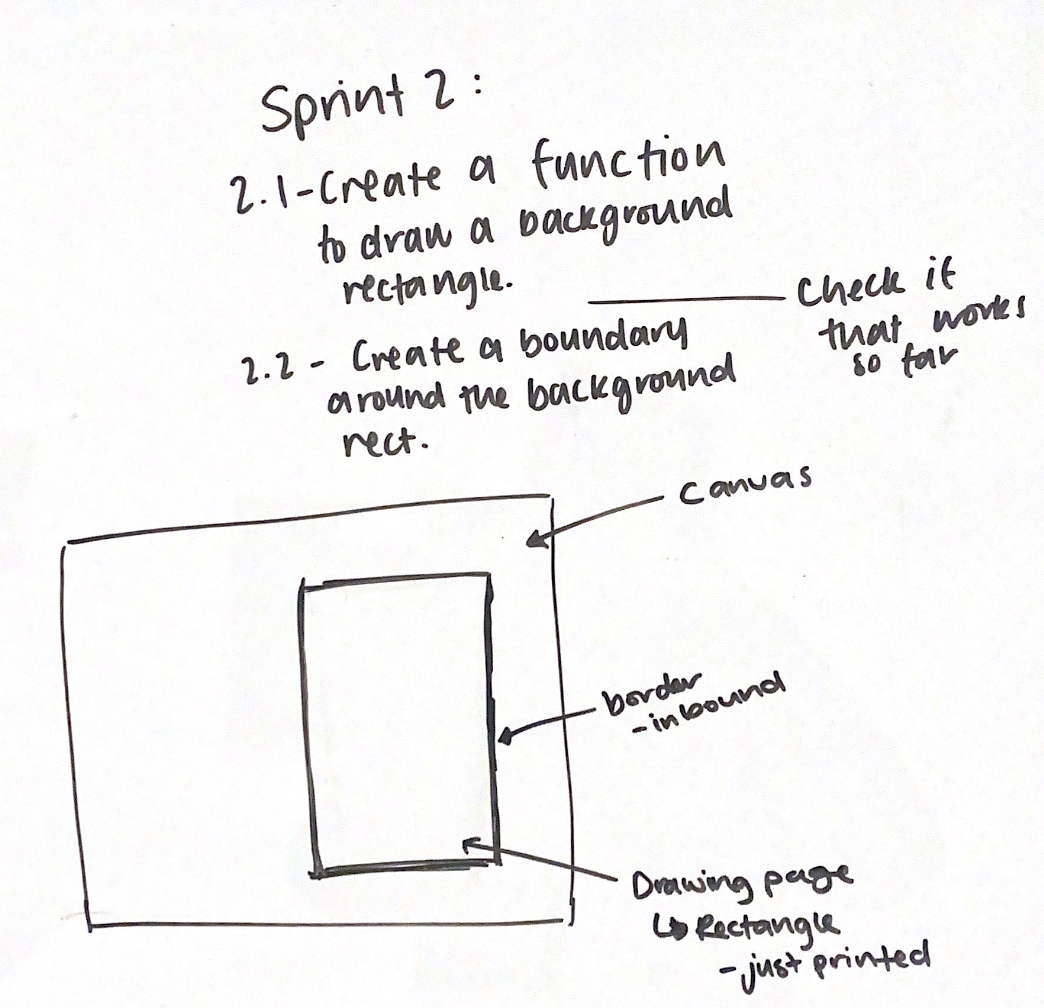 Sprint 2:
2.1-Create a function
to draw a background
rectangle.
Check if
that works
so far
2.2 - Create a boundary
around the background
rect.
Canvas
border
-inbound
Drawing page
↳ Rectangle
-just printed